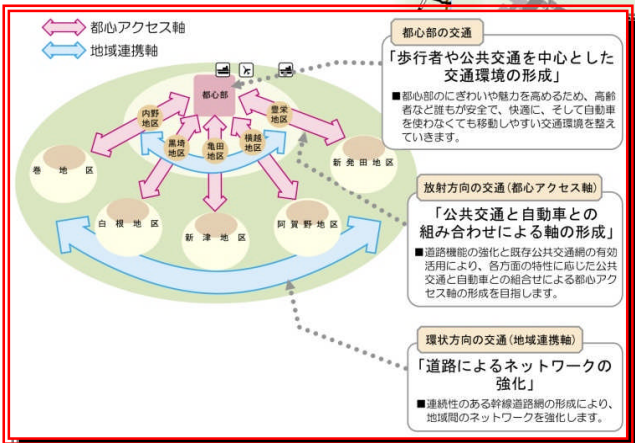 都心アクセス軸
地域連携軸
都心部
内野
地区
黒埼
地区
亀田
地区
横越
地区
豊栄
地区
巻地区
白根地区
新津地区
阿賀野地区
新発田地区
都心部の交通
「歩行者や公共交通を中心とした
交通環境の形成」
■都心部のにぎわいや魅力を高めるため、高齢
者など誰もが安全で、快適に、そして自動車
を使わなくても移動しやすい交通環境を整え
ていきます。
放射方向の交通(都心アクセス軸)
「公共交通と自動車との
組み合わせによる軸の形成」
■道路機能の強化と既存公共交通網の有効
活用により、各方面の特性に応じた公共
交通と自動車との組合せによる都心アク
セス軸の形成を目指します。
環状方向の交通(地域連携軸)
「道路によるネットワークの
強化」
■連続性のある幹線道路網の形成により、
地域間のネットワークを強化します。